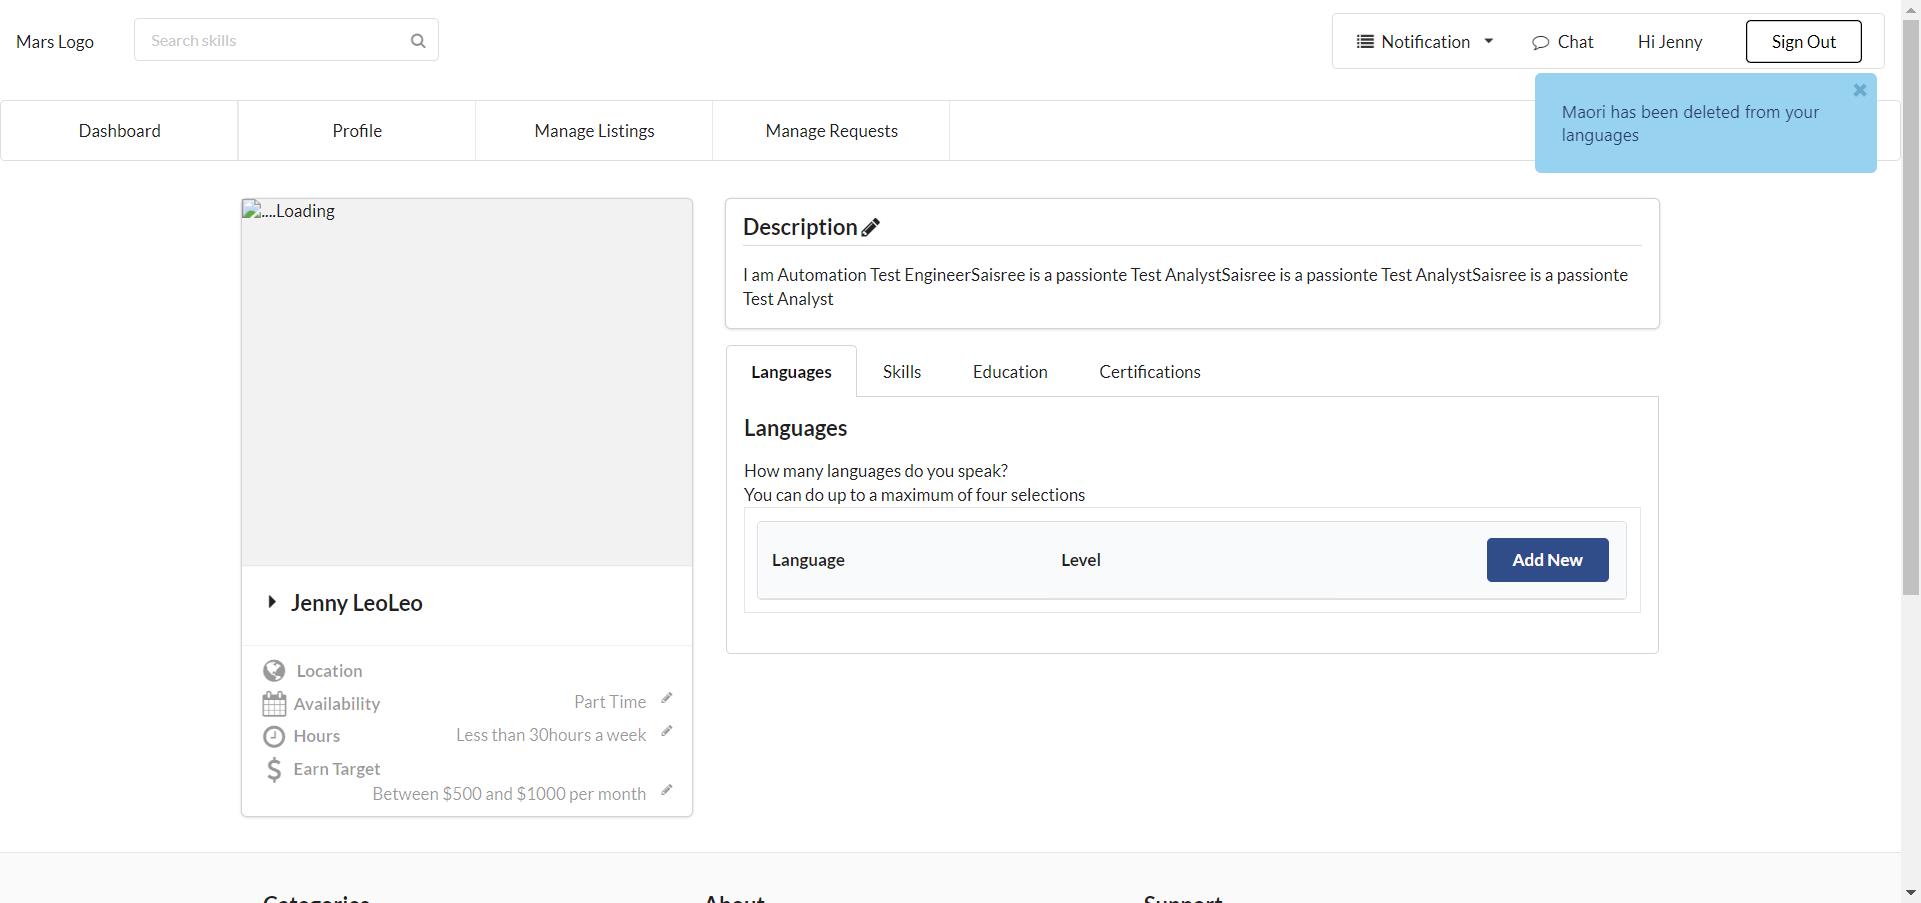 Mars Logo
Search skills
Notification
Chat
Hi Jenny
Sign Out
Maori has been deleted from your
languages
Dashboard
Profile
Manage Listings
Manage Requests
....Loading
Description
I am Automation Test EngineerSaisree is a passionte Test AnalystSaisree is a passionte Test AnalystSaisree is a passionte
Test Analyst
Languages
Skills
Education
Certifications
Languages
How many languages do you speak?
You can do up to a maximum of four selections
Language
Level
Add New
Jenny LeoLeo
Location
Availability
Part Time
Hours
Less than 30hours a week
Earn Target
Between $500 and $1000 per month
Categories
About
Support